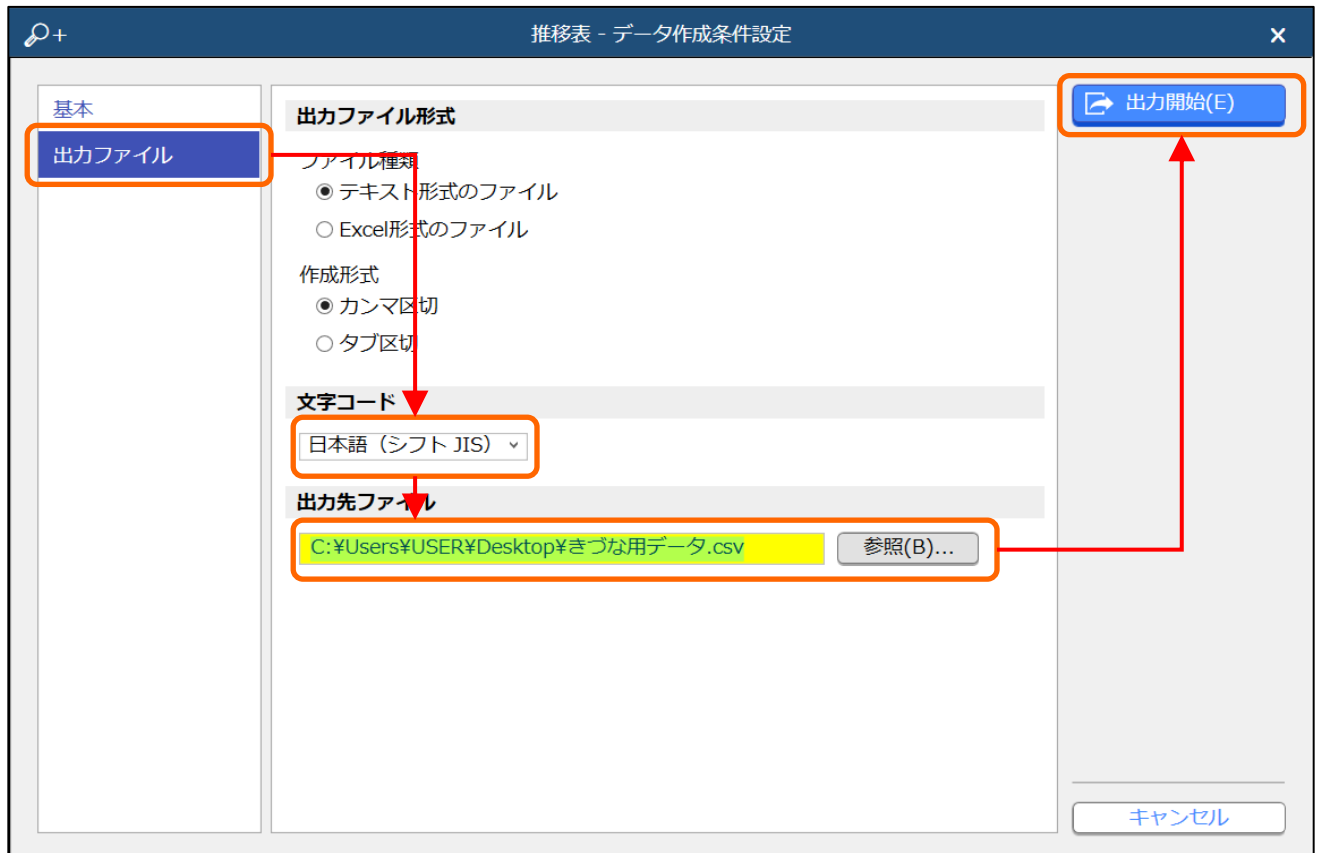 推移表 - データ作成条件設定
基本
出力ファイル
出力ファイル形式
ファイル種類
テキスト形式のファイル
Excel形式のファイル
作成形式
カンマ区切
タブ区切
文字コード
日本語（シフト JIS）
出力先ファイル
C:¥Users¥USER¥Desktop¥きづな用データ.csv
参照(B)...
出力開始(E)
キャンセル